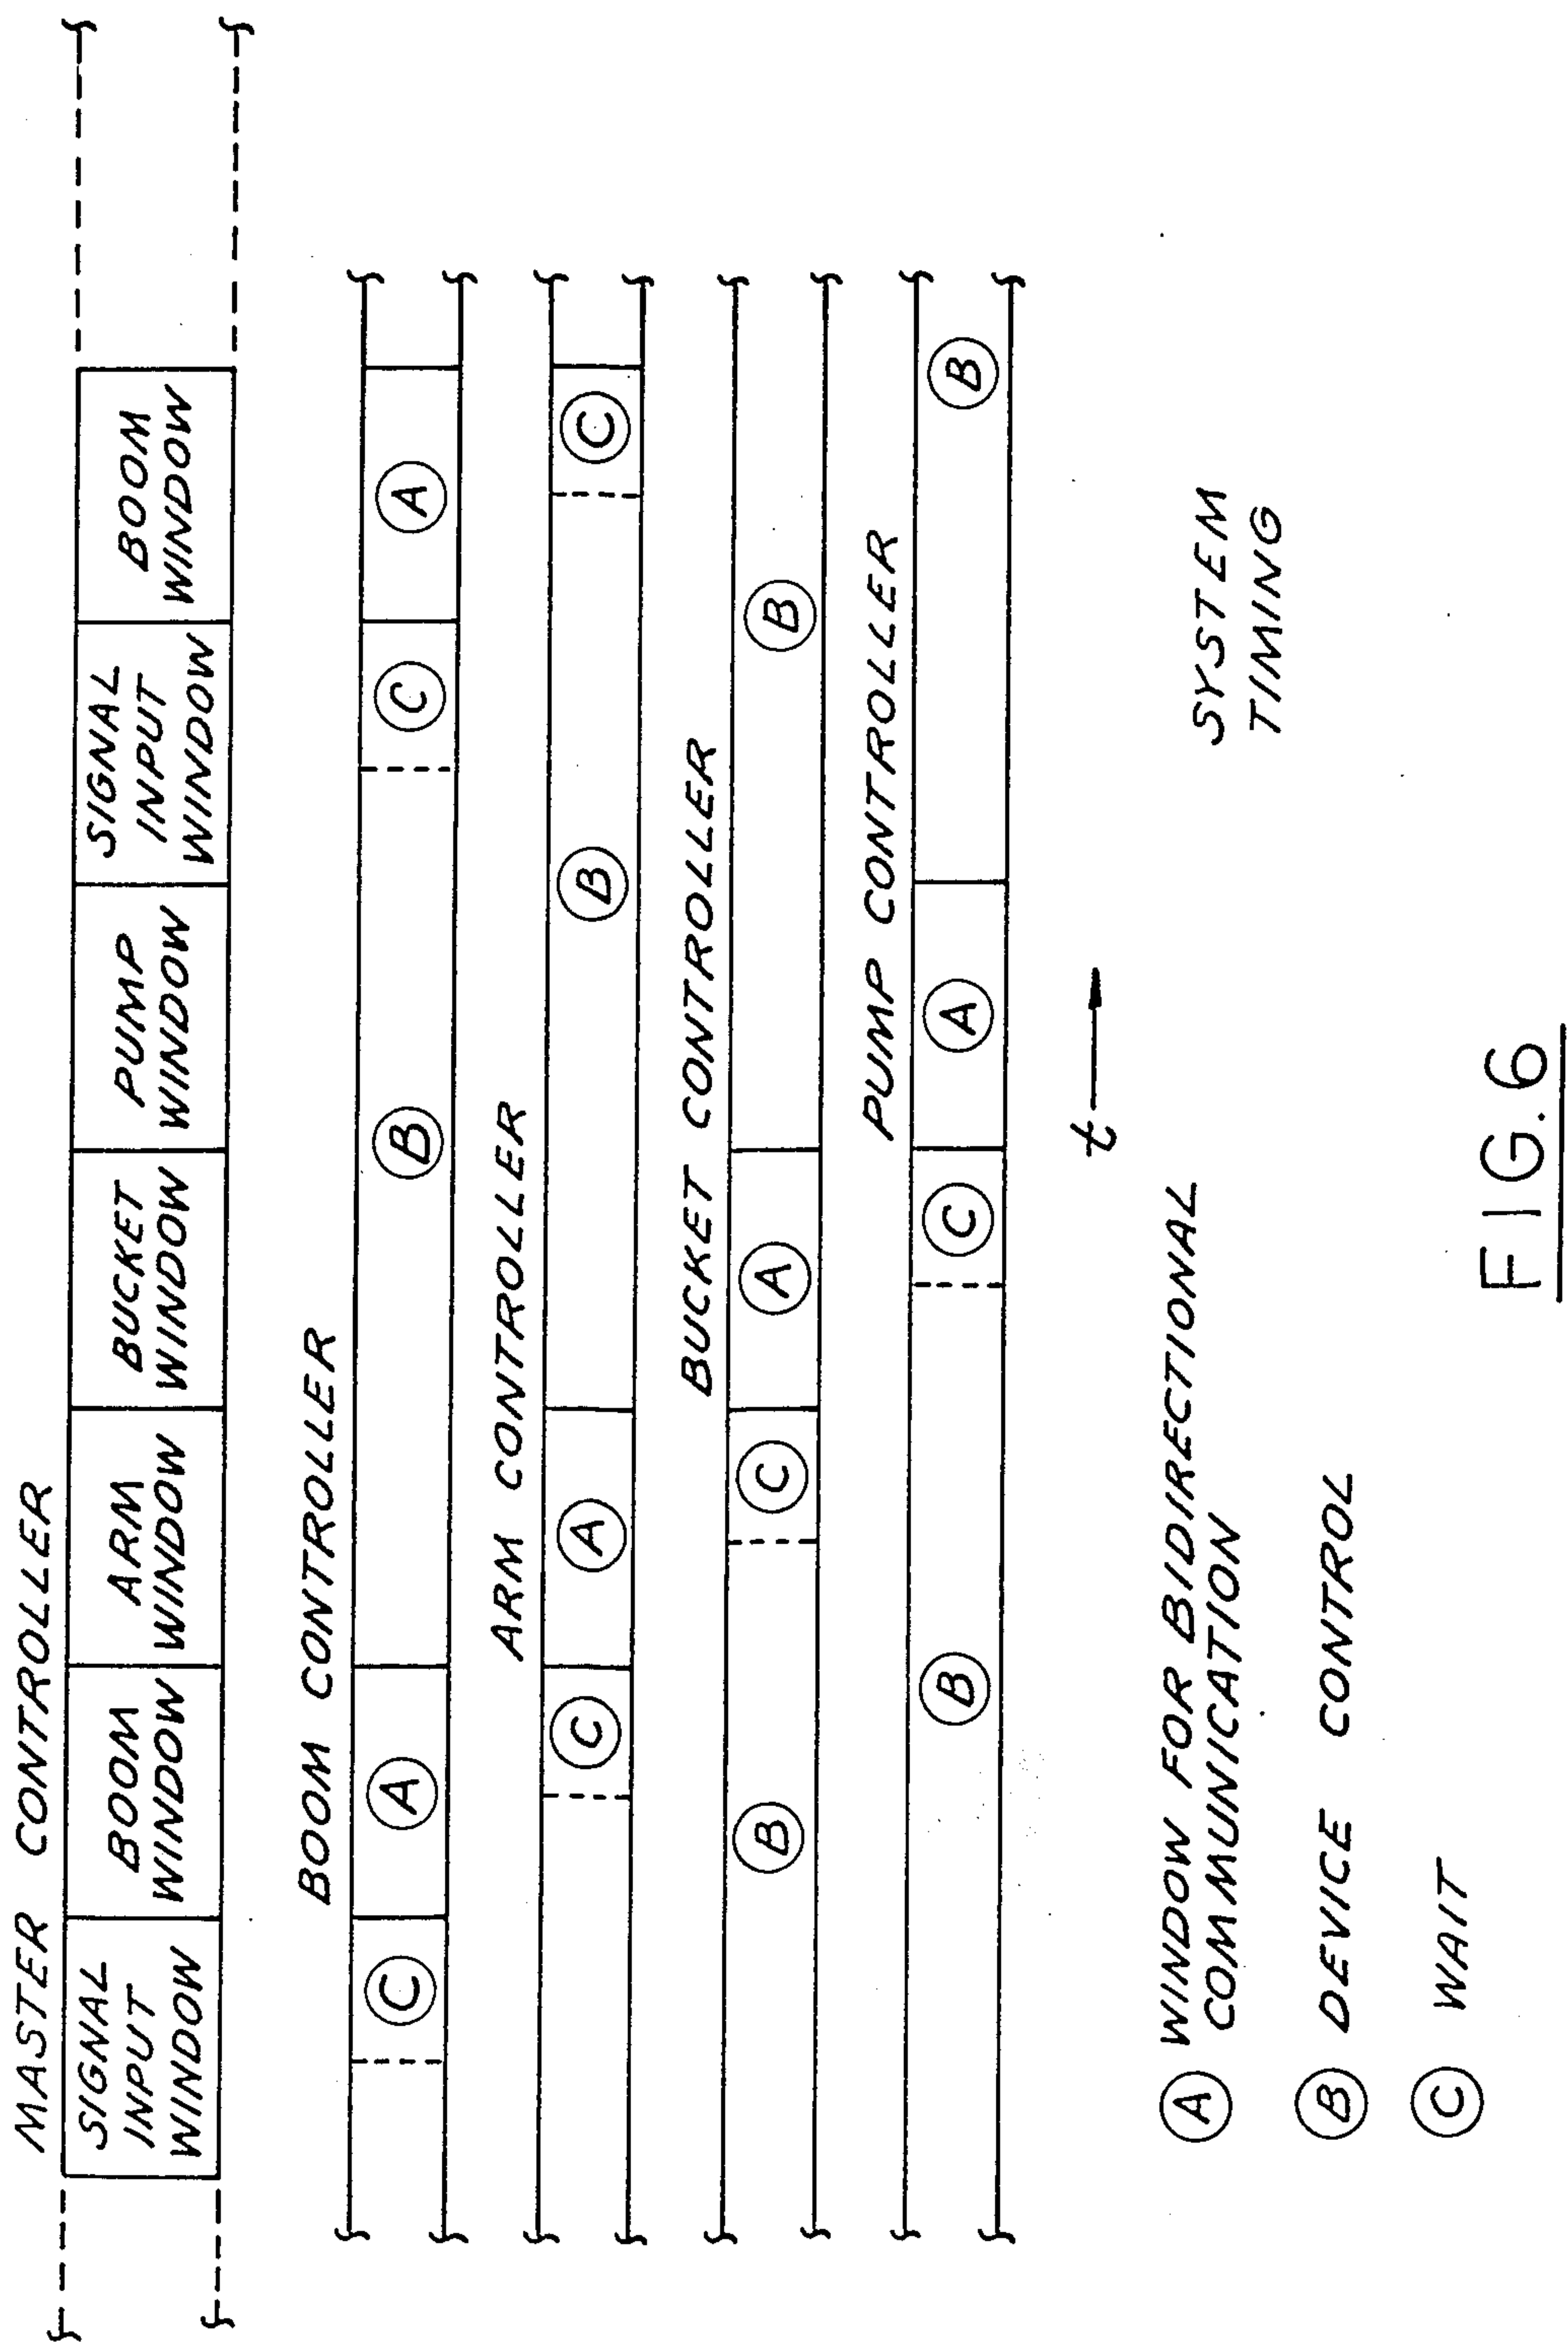 MASTER CONTROLLER
SIGNAL
INPUT
WINDOW
BOOM
WINDOW
ARM
WINDOW
BUCKET
WINDOW
PUMP
WINDOW
SIGNAL
INPUT
WINDOW
BOOM
WINDOW
BOOM CONTROLLER
C
A
B
C
A
ARM CONTROLLER
C
A
B
C
BUCKET CONTROLLER
B
C
A
B
PUMP CONTROLLER
B
C
A
B
t
A WINDOW FOR BIDIRECTIONAL
COMMUNICATION
B DEVICE CONTROL
C WAIT
SYSTEM
TIMING
FIG. 6